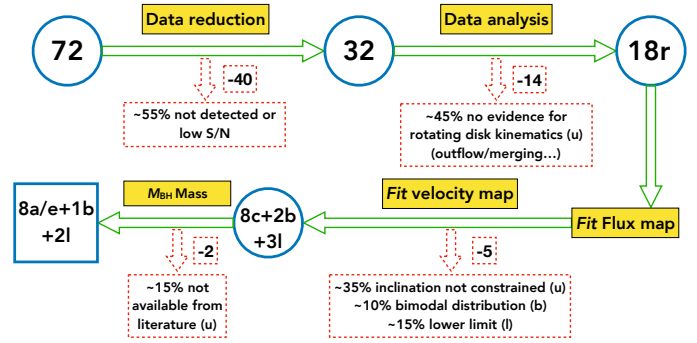 Data reduction
Data analysis
72
32
18r
-40
-14
~55% not detected or
low S/N
~45% no evidence for
rotating disk kinematics (u)
(outflow/merging…)
MBH Mass
Fit velocity map
8a/e+1b
+2l
8c+2b
+3l
Fit Flux map
-2
-5
~15% not
available from
literature (u)
~35% inclination not constrained (u)
~10% bimodal distribution (b)
~15% lower limit (l)